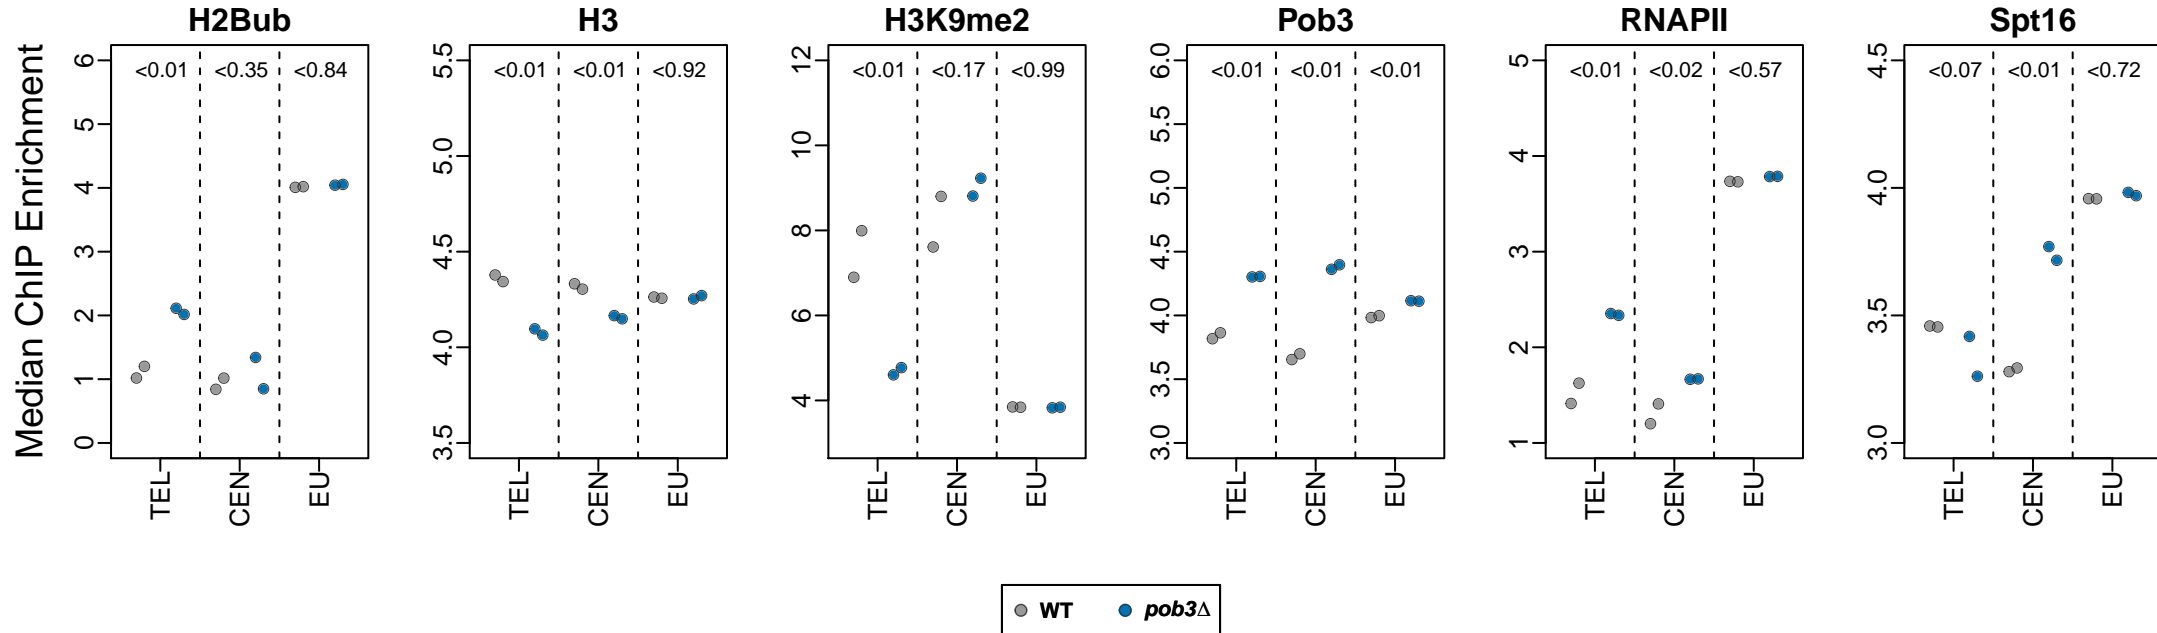 H2Bub
H3
H3K9me2
Pob3
RNAPII
Spt16
Median ChIP Enrichment
0 1 2 3 4 5 6
<0.01 <0.35 <0.84
TEL CEN EU
3.5 4.0 4.5 5.0 5.5
<0.01 <0.01 <0.92
TEL CEN EU
4 6 8 10 12
<0.01 <0.17 <0.99
TEL CEN EU
3.0 3.5 4.0 4.5 5.0 5.5 6.0
<0.01 <0.01 <0.01
TEL CEN EU
1 2 3 4 5
<0.01 <0.02 <0.57
TEL CEN EU
3.0 3.5 4.0 4.5
<0.07 <0.01 <0.72
TEL CEN EU
WT pob3Δ